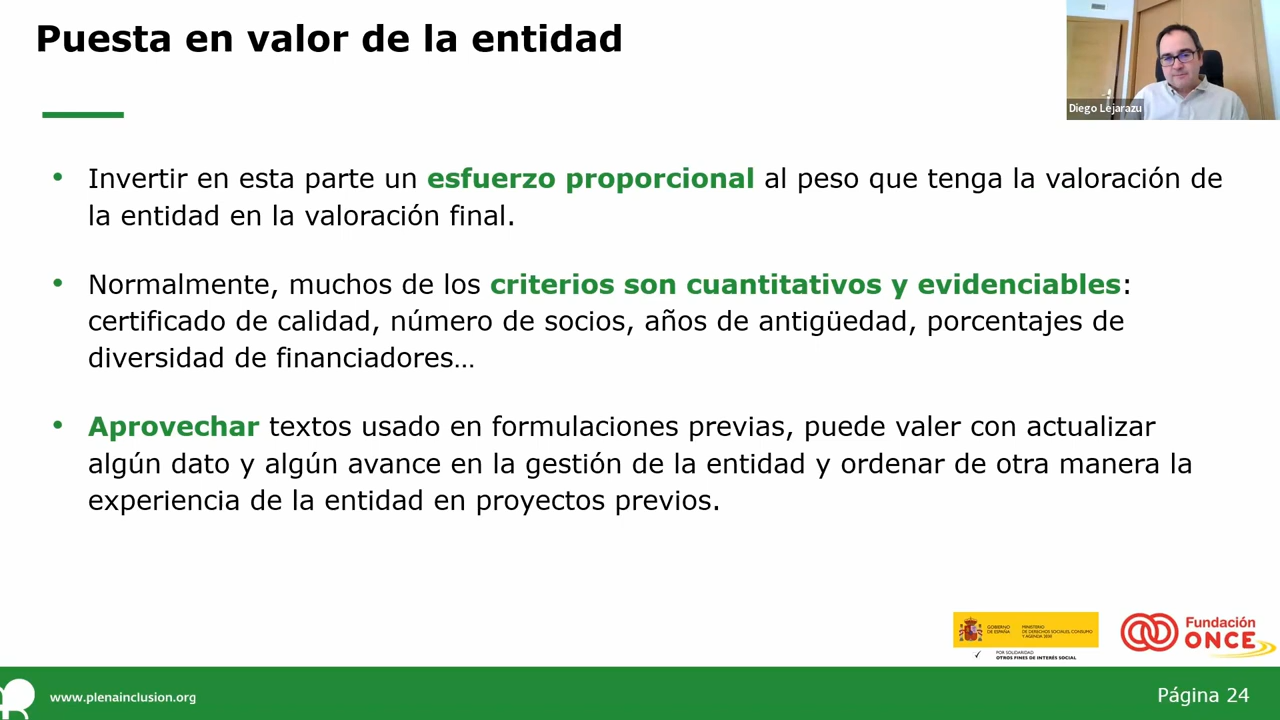 Puesta en valor de la entidad
Diego Lejarazu
• Invertir en esta parte un esfuerzo proporcional al peso que tenga la valoración de
la entidad en la valoración final.
• Normalmente, muchos de los criterios son cuantitativos y evidenciables:
certificado de calidad, número de socios, años de antigüedad, porcentajes de
diversidad de financiadores…
• Aprovechar textos usado en formulaciones previas, puede valer con actualizar
algún dato y algún avance en la gestión de la entidad y ordenar de otra manera la
experiencia de la entidad en proyectos previos.
GOBIERNO
DE ESPAÑA
MINISTERIO
DE DERECHOS SOCIALES, CONSUMO
Y AGENDA 2030
POR SOLIDARIDAD
OTROS FINES DE INTERÉS SOCIAL
Fundación
ONCE
www.plenainclusion.org
Página 24